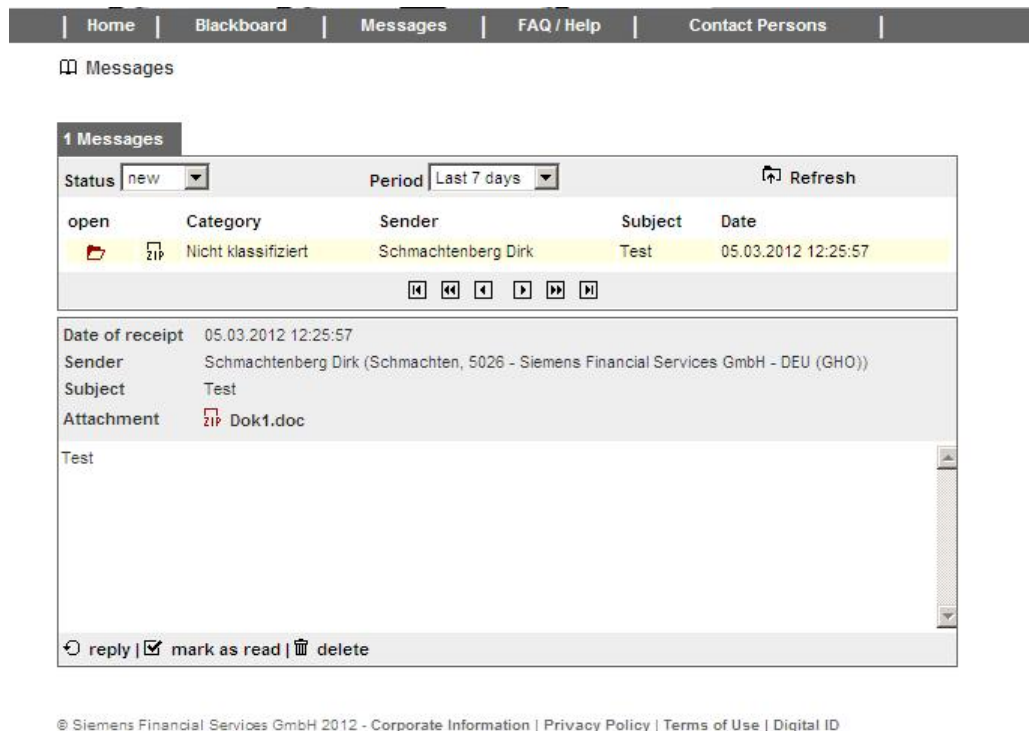 Home | Blackboard | Messages | FAQ / Help | Contact Persons |
Messages
1 Messages
Status new Period Last 7 days Refresh
open Category Sender Subject Date
ZIP Nicht klassifiziert Schmachtenberg Dirk Test 05.03.2012 12:25:57
Date of receipt 05.03.2012 12:25:57
Sender Schmachtenberg Dirk (Schmachten, 5026 - Siemens Financial Services GmbH - DEU (GHO))
Subject Test
Attachment ZIP Dok1.doc
Test
reply | mark as read | delete
© Siemens Financial Services GmbH 2012 - Corporate Information | Privacy Policy | Terms of Use | Digital ID